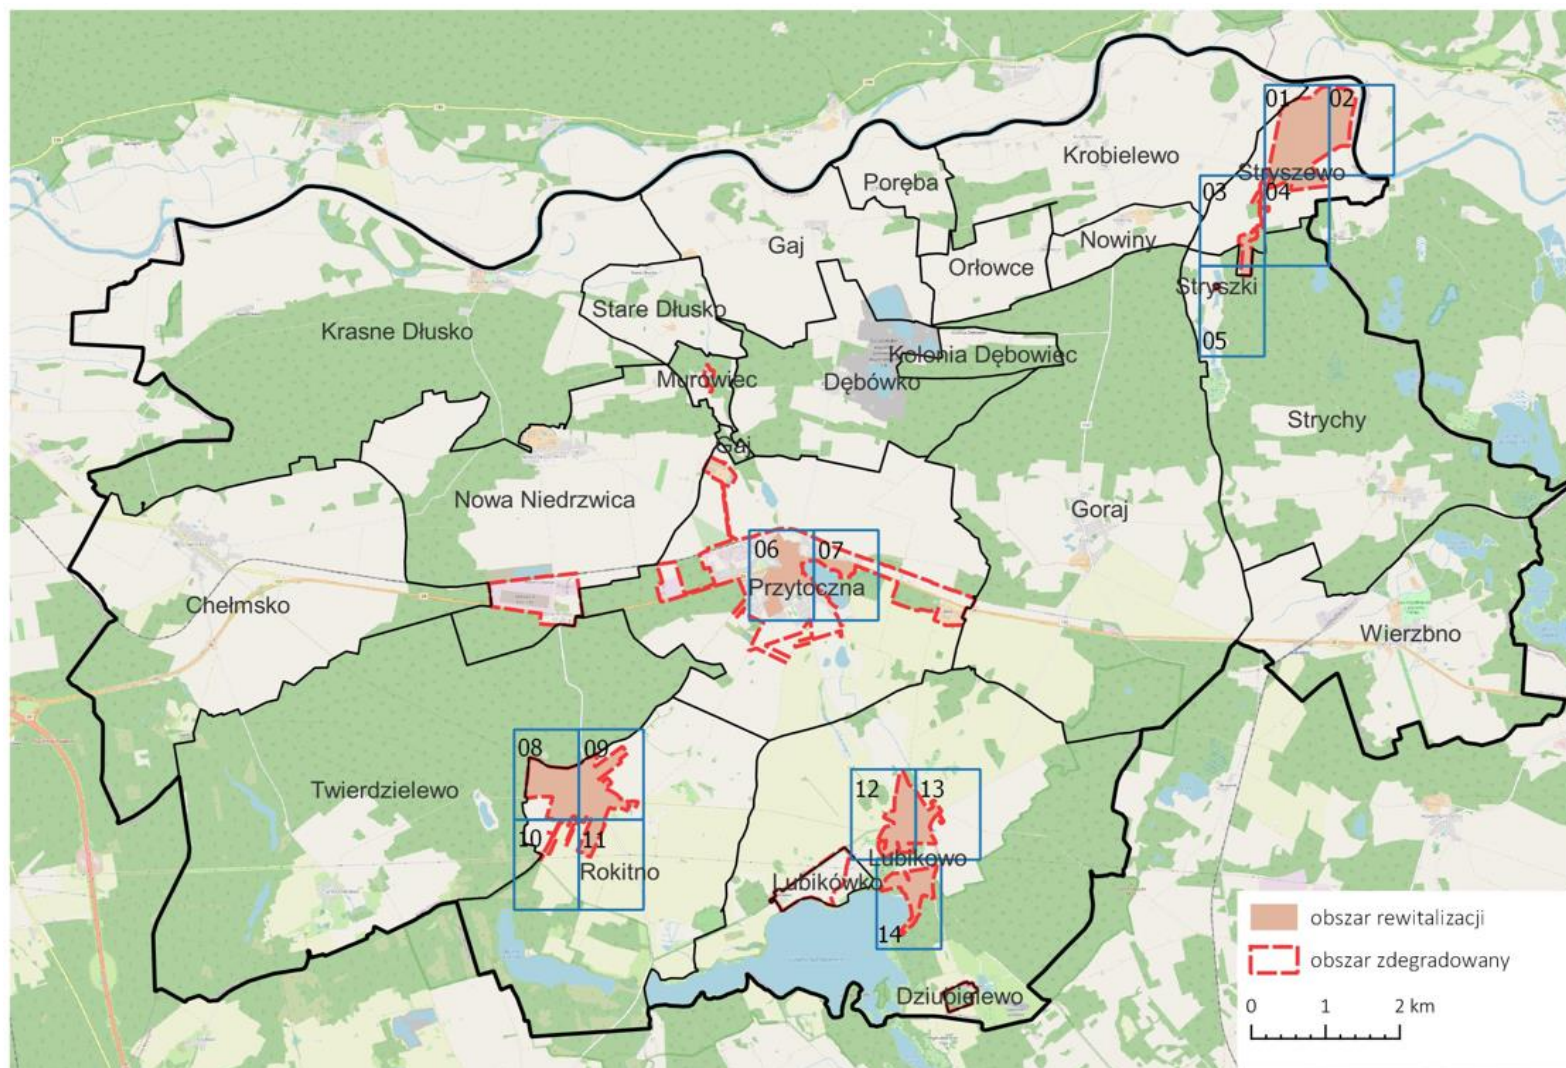 01
02
Krobielewo
Poręba
Stryszewo
03
04
Gaj
Nowiny
Orłowce
Stryszki
Stare Dłusko
Krasne Dłusko
05
Kolonia Dębowiec
Murowiec
Dębówko
Strychy
Gaj
Nowa Niedrzwica
Goraj
06
07
Przytoczna
Chełmsko
Wierzbno
08
09
Twierdzielewo
12
13
10
11
Lubikowo
Rokitno
Lubikówko
14
Dziubielewo
obszar rewitalizacji
obszar zdegradowany
0 1 2 km